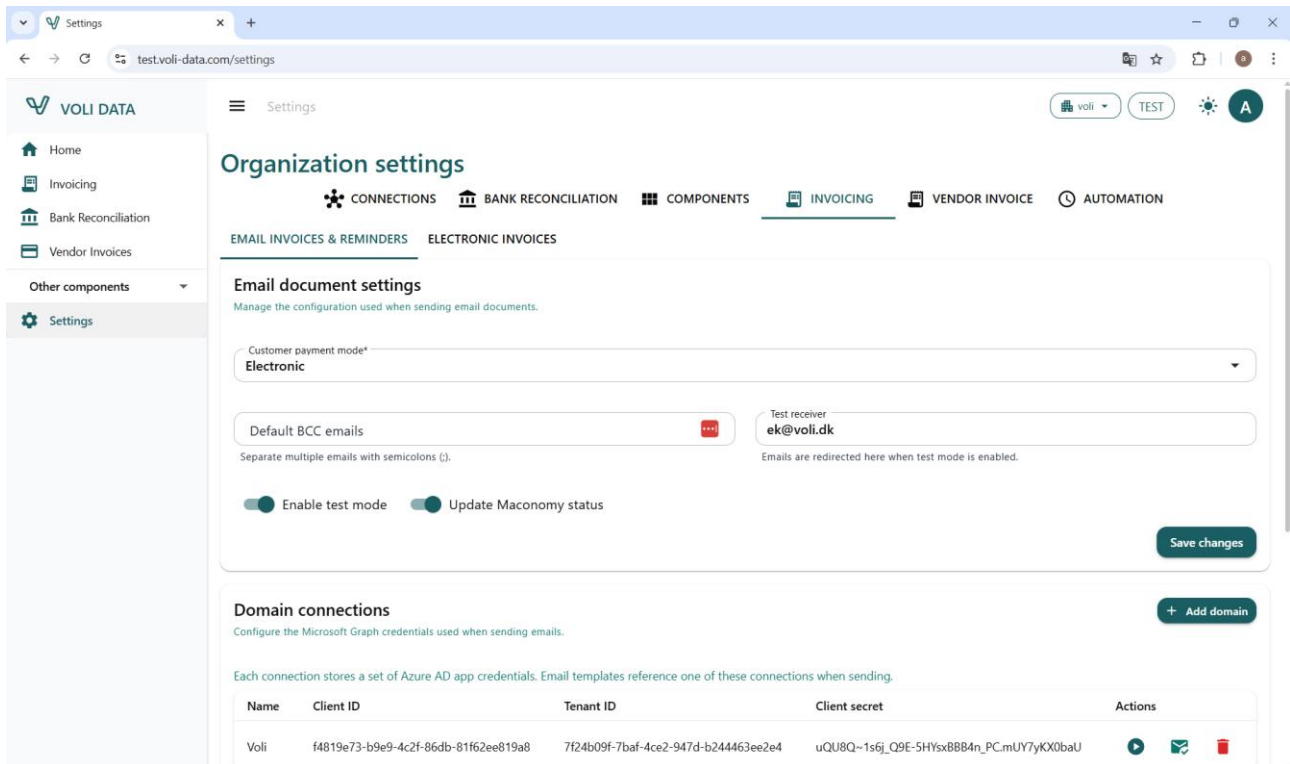 Settings
test.voli-data.com/settings
a
VOLI DATA
Settings
voli
TEST
A
Home
Invoicing
Bank Reconciliation
Vendor Invoices
Other components
Settings
Organization settings
CONNECTIONS BANK RECONCILIATION COMPONENTS INVOICING VENDOR INVOICE AUTOMATION
EMAIL INVOICES & REMINDERS ELECTRONIC INVOICES
Email document settings
Manage the configuration used when sending email documents.
Customer payment mode*
Electronic
Default BCC emails
Separate multiple emails with semicolons (;).
Test receiver
ek@voli.dk
Emails are redirected here when test mode is enabled.
Enable test mode Update Maconomy status
Save changes
Domain connections
+ Add domain
Configure the Microsoft Graph credentials used when sending emails.
Each connection stores a set of Azure AD app credentials. Email templates reference one of these connections when sending.
Name Client ID Tenant ID Client secret Actions
Voli f4819e73-b9e9-4c2f-86db-81f62ee819a8 7f24b09f-7baf-4ce2-947d-b244463ee2e4 uQU8Q~1s6j_Q9E-5HYsxBBB4n_PC.mUY7yKX0baU